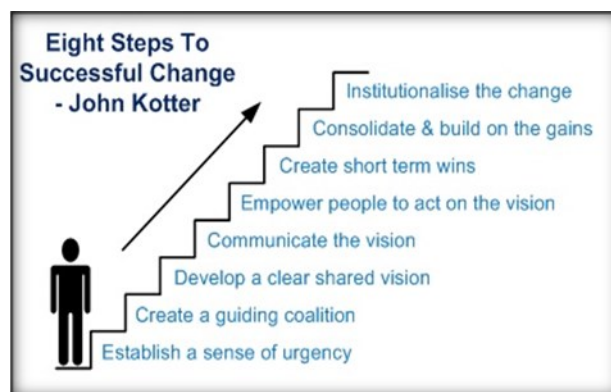 Eight Steps To
Successful Change
- John Kotter
Institutionalise the change
Consolidate & build on the gains
Create short term wins
Empower people to act on the vision
Communicate the vision
Develop a clear shared vision
Create a guiding coalition
Establish a sense of urgency